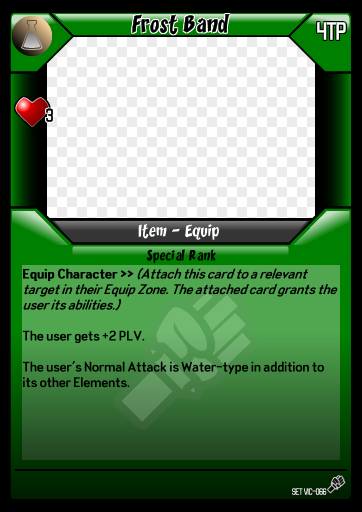 Frost Band
4TP
3
Item - Equip
Special Rank
Equip Character >> (Attach this card to a relevant
target in their Equip Zone. The attached card grants the
user its abilities.)
The user gets +2 PLV.
The user's Normal Attack is Water-type in addition to
its other Elements.
SET VIC-066